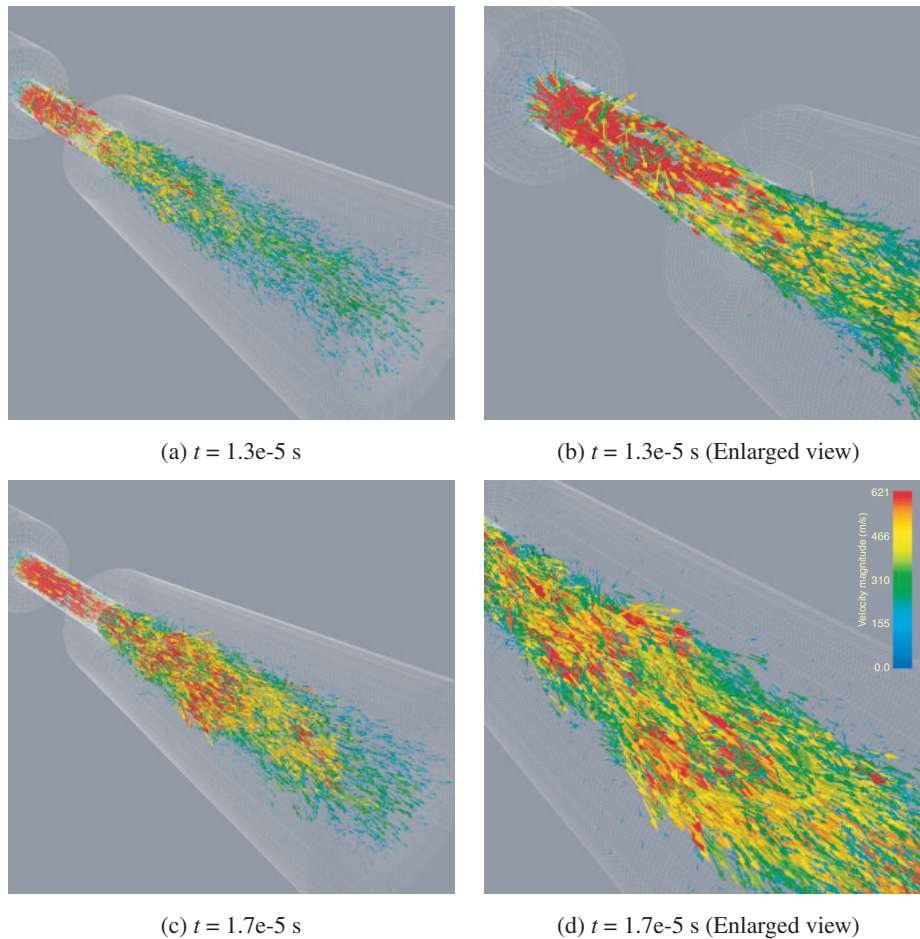 (a) t = 1.3e-5 s
(b) t = 1.3e-5 s (Enlarged view)
621
466
310
155
0.0
Velocity magnitude (m/s)
(c) t = 1.7e-5 s
(d) t = 1.7e-5 s (Enlarged view)